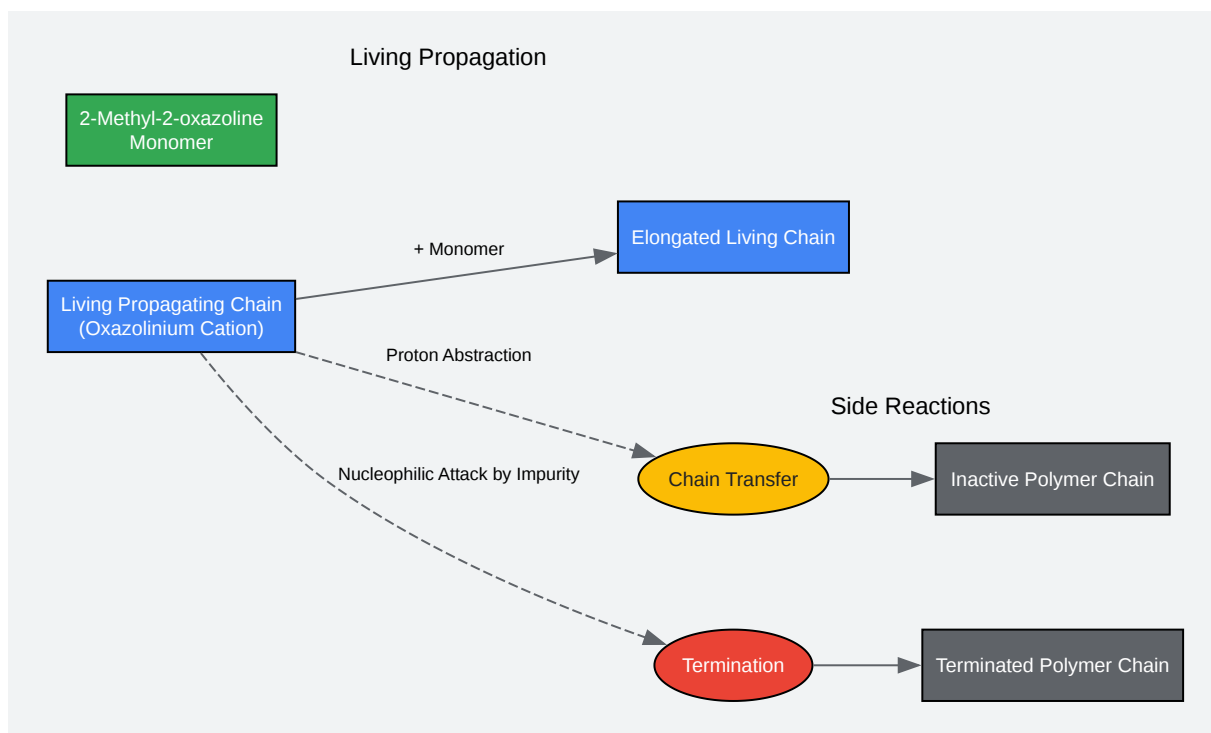 Living Propagation
2-Methyl-2-oxazoline
Monomer
+ Monomer
Elongated Living Chain
Living Propagating Chain
(Oxazolinium Cation)
Proton Abstraction
Side Reactions
Nucleophilic Attack by Impurity
Chain Transfer
Inactive Polymer Chain
Termination
Terminated Polymer Chain